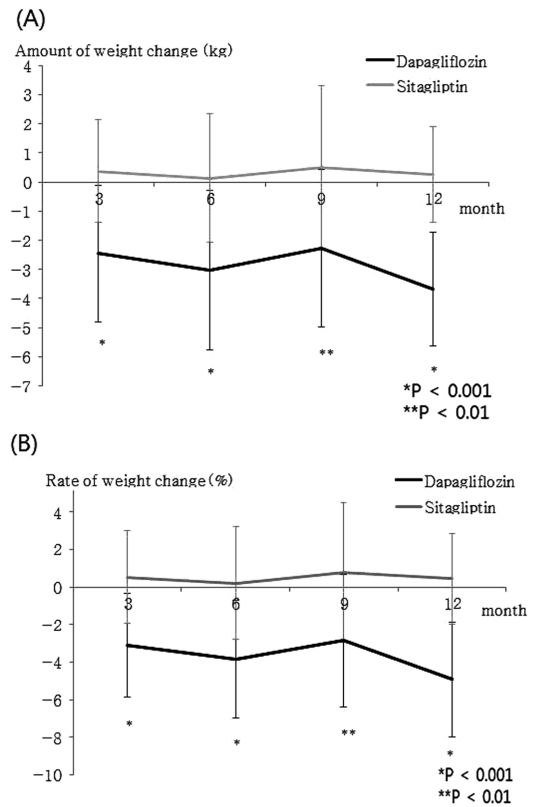 (A)
Amount of weight change (kg)
Dapagliflozin
Sitagliptin
4
3
2
1
0
−1
−2
−3
−4
−5
−6
−7
3 6 9 12
month
* * ** *
*P < 0.001
**P < 0.01
(B)
Rate of weight change(%)
Dapagliflozin
Sitagliptin
4
2
0
−2
−4
−6
−8
−10
3 6 9 12
month
* * ** *
*P < 0.001
**P < 0.01